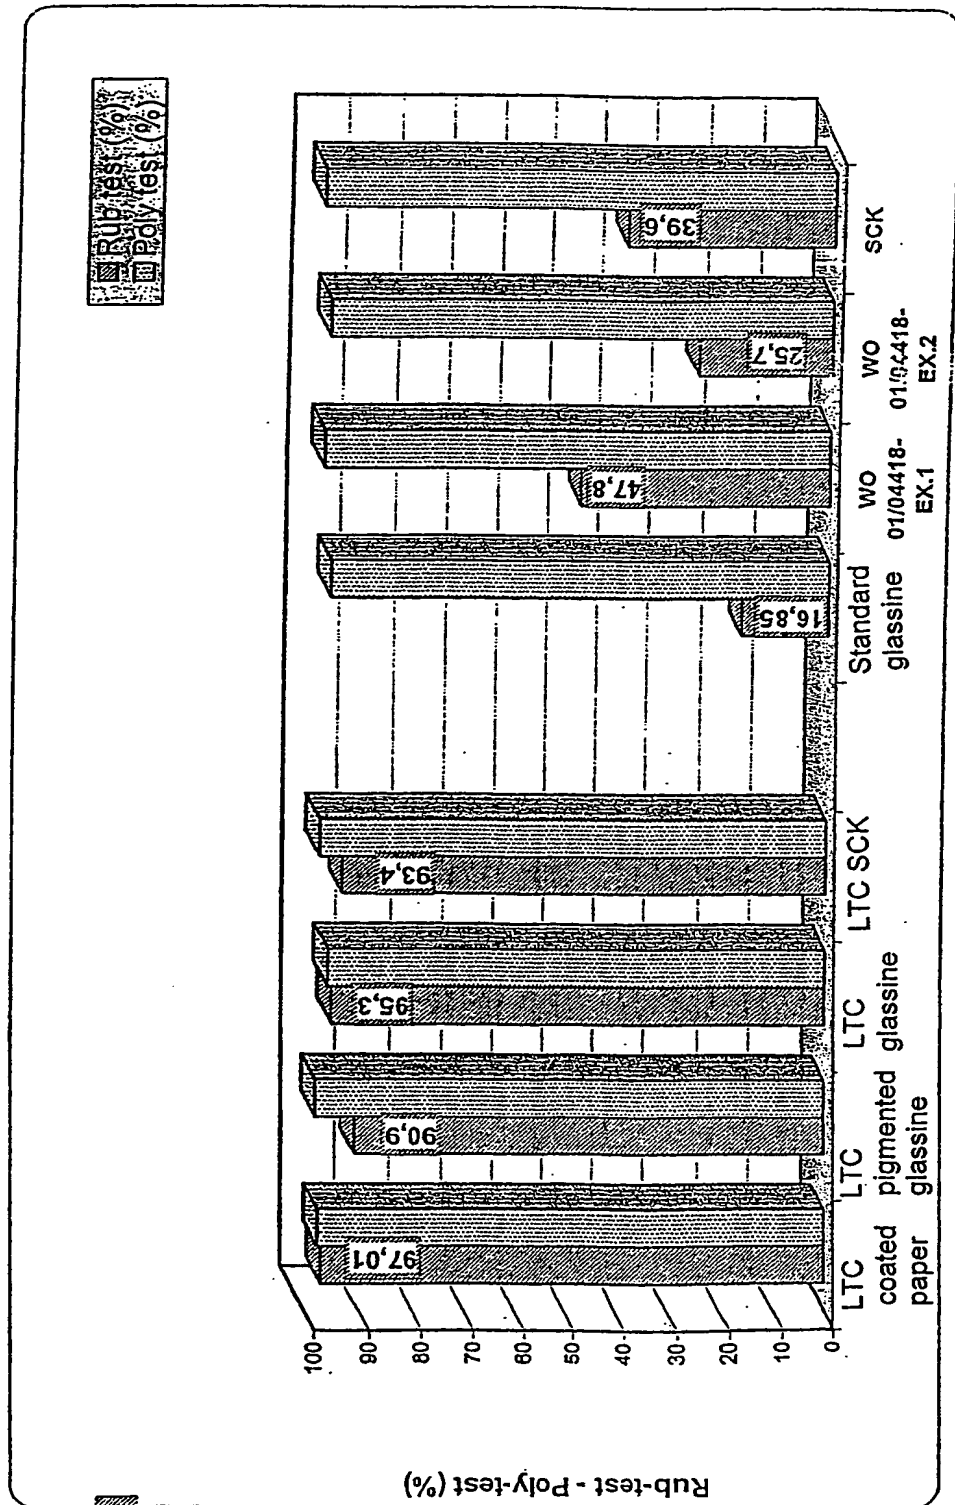 Rub test (%)
Poly test (%)
Rub-test - Poly-test (%)
100
90
80
70
60
50
40
30
20
10
0
97,01
90,9
95,3
93,4
16,85
47,8
25,7
39,6
LTC
coated
paper
LTC
pigmented
glassine
LTC
glassine
LTC SCK
Standard
glassine
WO
01/04418-
EX.1
WO
01/04418-
EX.2
SCK